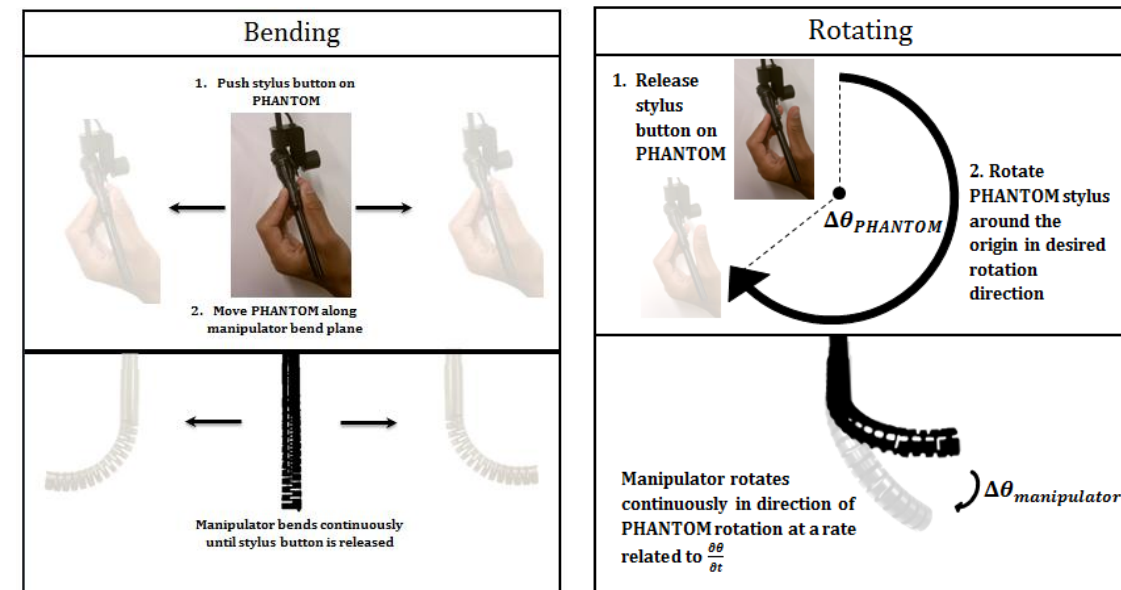 Bending
1. Push stylus button on
PHANTOM
2. Move PHANTOM along
manipulator bend plane
Manipulator bends continuously
until stylus button is released
Rotating
1. Release
stylus
button on
PHANTOM
Δθ_PHANTOM
2. Rotate
PHANTOM stylus
around the
origin in desired
rotation
direction
Manipulator rotates
continuously in direction of
PHANTOM rotation at a rate
related to ∂θ/∂t
Δθ_manipulator